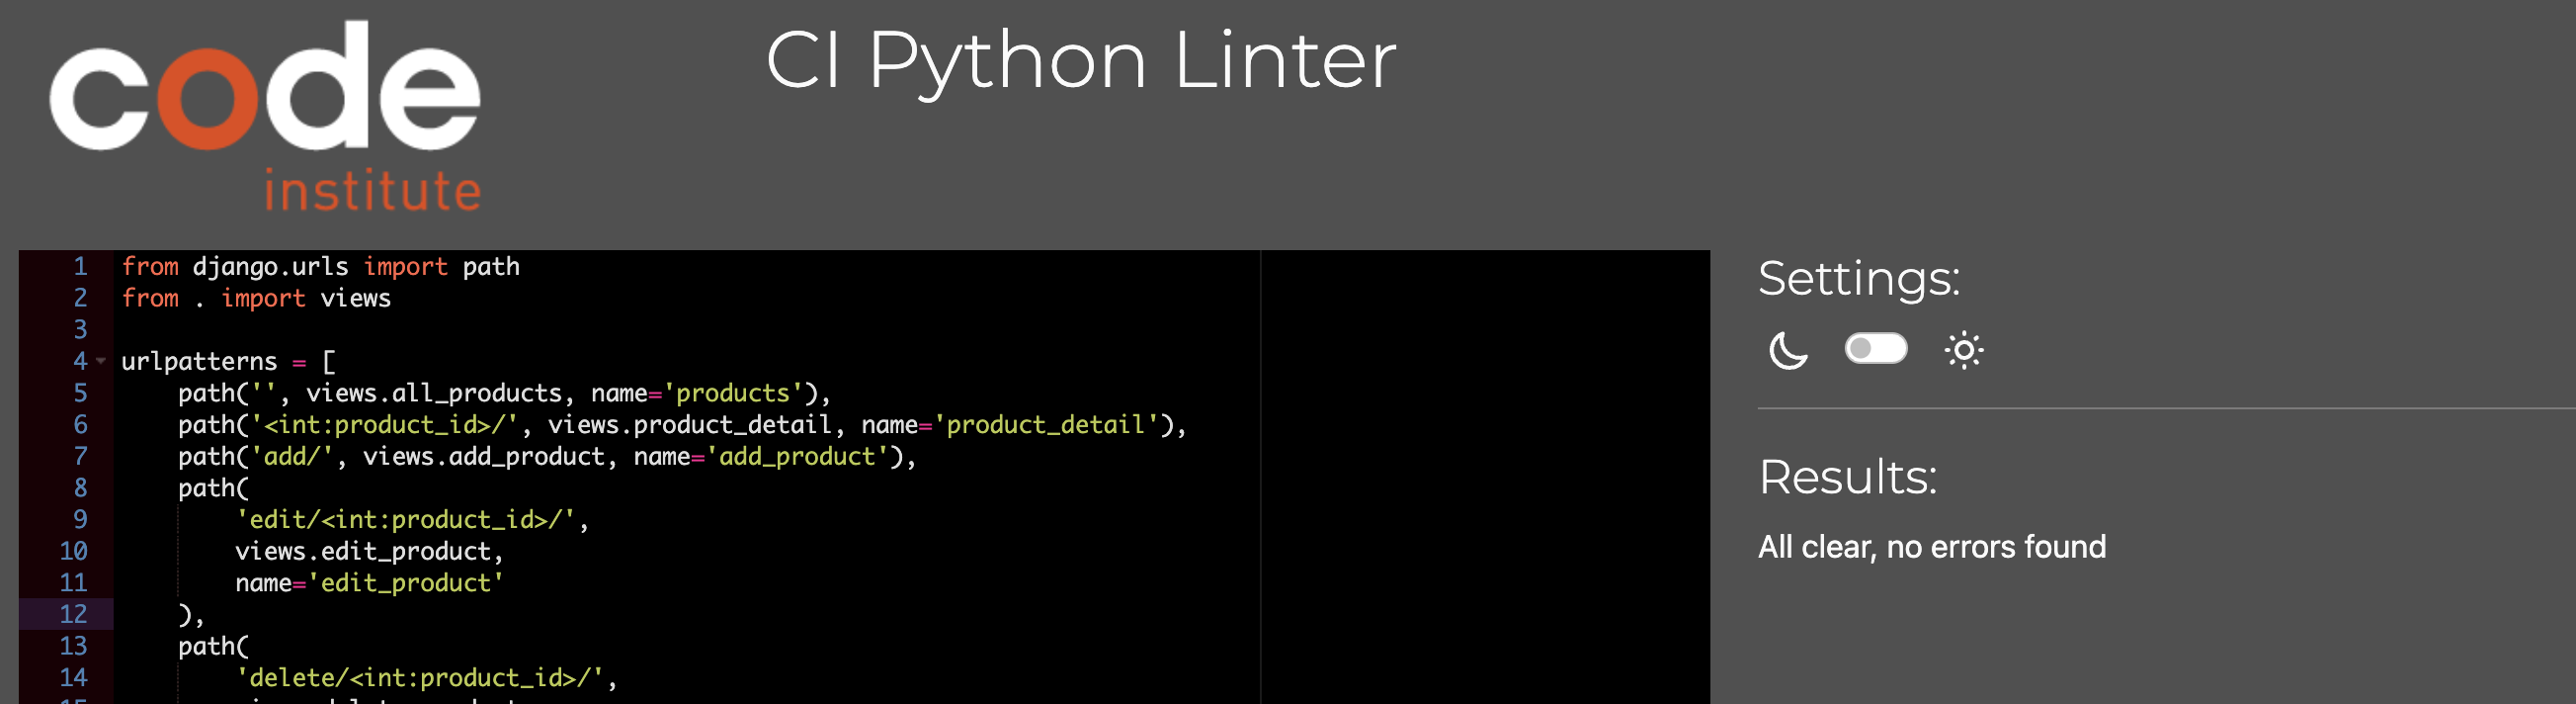 code
institute
CI Python Linter
1 from django.urls import path
2 from . import views
3
4 urlpatterns = [
5     path('', views.all_products, name='products'),
6     path('<int:product_id>/', views.product_detail, name='product_detail'),
7     path('add/', views.add_product, name='add_product'),
8     path(
9         'edit/<int:product_id>/',
10         views.edit_product,
11         name='edit_product'
12     ),
13     path(
14         'delete/<int:product_id>/',
Settings:
Results:
All clear, no errors found